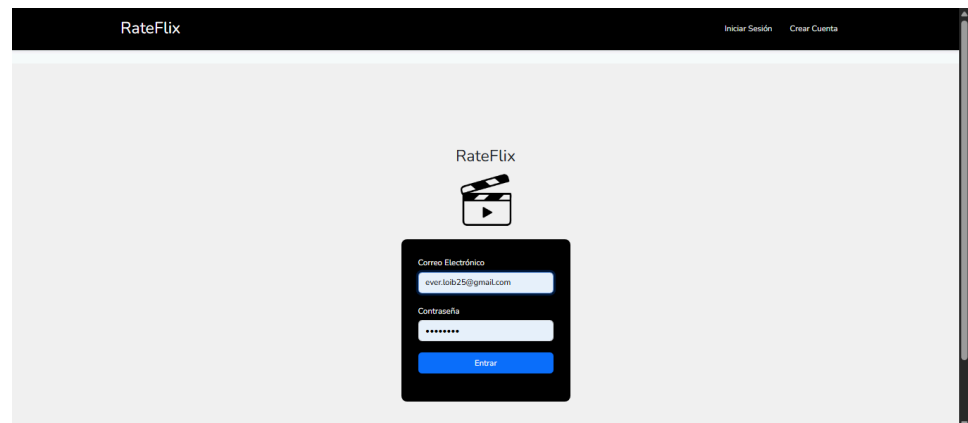 RateFlix
Iniciar Sesión Crear Cuenta
RateFlix
Correo Electrónico
ever.loib25@gmail.com
Contraseña
••••••••
Entrar